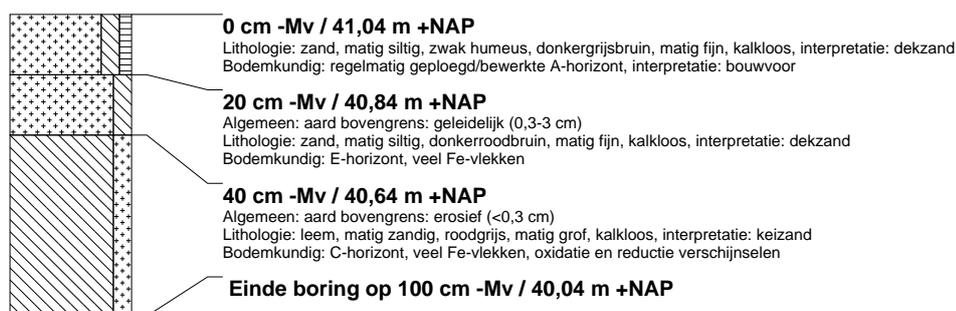 0 cm -Mv / 41,04 m +NAP
Lithologie: zand, matig siltig, zwak humeus, donkergrijsbruin, matig fijn, kalkloos, interpretatie: dekzand
Bodemkundig: regelmatig geploegd/bewerkte A-horizont, interpretatie: bouwvoor
20 cm -Mv / 40,84 m +NAP
Algemeen: aard bovengrens: geleidelijk (0,3-3 cm)
Lithologie: zand, matig siltig, donkerroodbruin, matig fijn, kalkloos, interpretatie: dekzand
Bodemkundig: E-horizont, veel Fe-vlekken
40 cm -Mv / 40,64 m +NAP
Algemeen: aard bovengrens: erosief (<0,3 cm)
Lithologie: leem, matig zandig, roodgrijs, matig grof, kalkloos, interpretatie: keizand
Bodemkundig: C-horizont, veel Fe-vlekken, oxidatie en reductie verschijnselen
Einde boring op 100 cm -Mv / 40,04 m +NAP